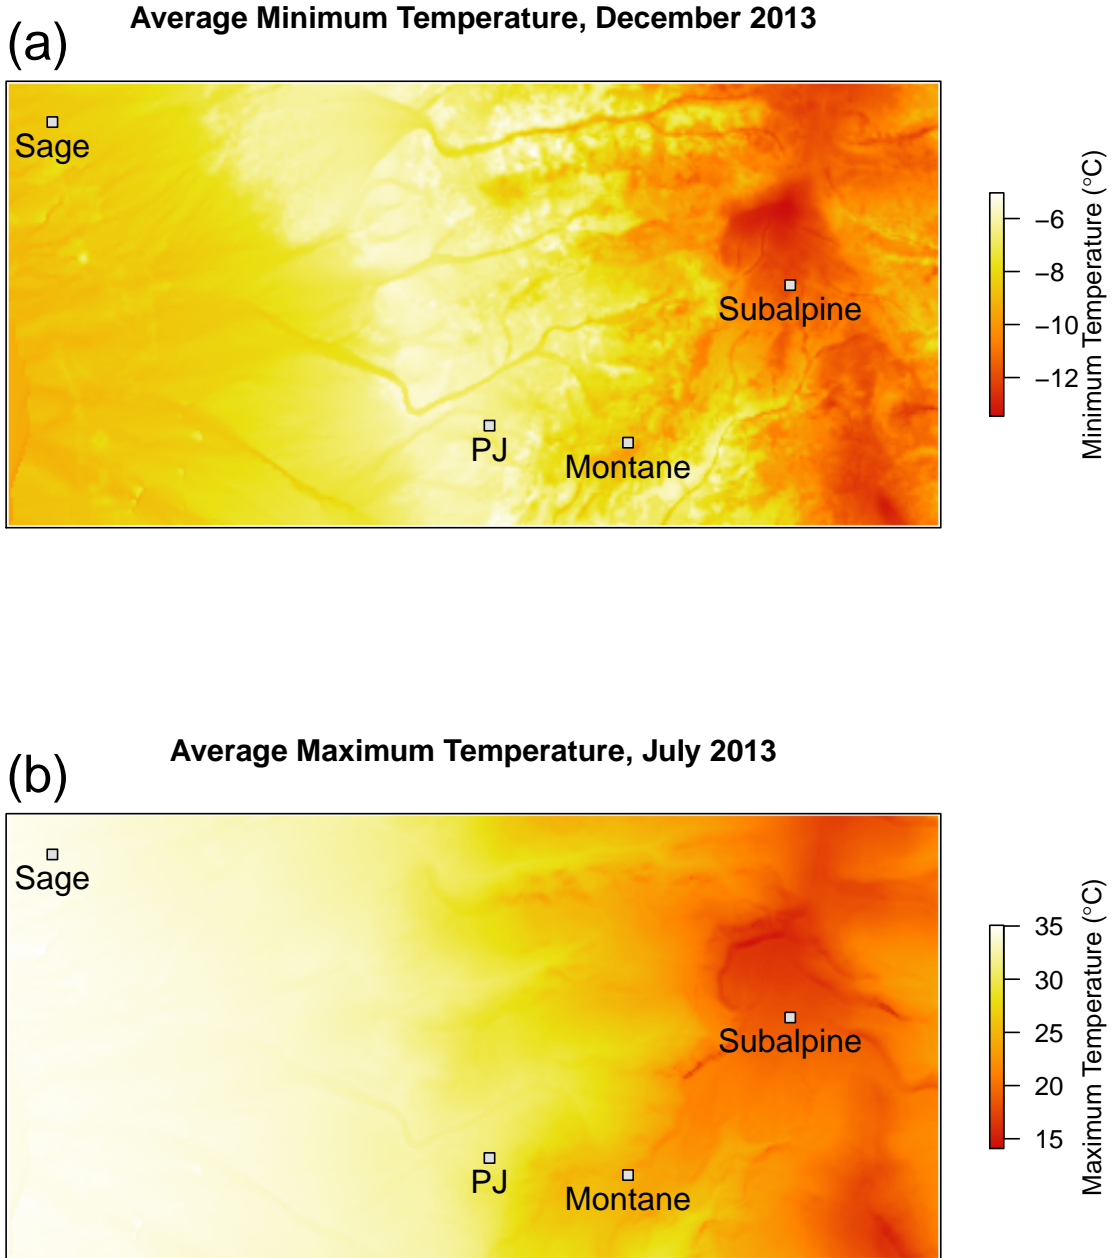 Average Minimum Temperature, December 2013
(a)
Sage
Subalpine
PJ
Montane
−6
−8
−10
−12
Minimum Temperature (°C)
Average Maximum Temperature, July 2013
(b)
Sage
Subalpine
PJ
Montane
35
30
25
20
15
Maximum Temperature (°C)